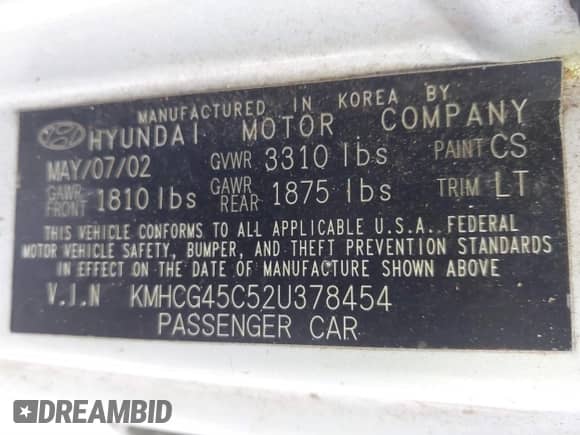 MANUFACTURED IN KOREA BY
HYUNDAI MOTOR COMPANY
MAY/07/02 GVWR 3310 lbs PAINT CS
GAWR FRONT 1810 lbs GAWR REAR 1875 lbs TRIM LT
THIS VEHICLE CONFORMS TO ALL APPLICABLE U.S.A. FEDERAL
MOTOR VEHICLE SAFETY, BUMPER, AND THEFT PREVENTION STANDARDS
IN EFFECT ON THE DATE OF MANUFACTURE SHOWN ABOVE
V.I.N KMHCG45C52U378454
PASSENGER CAR
DREAMBID